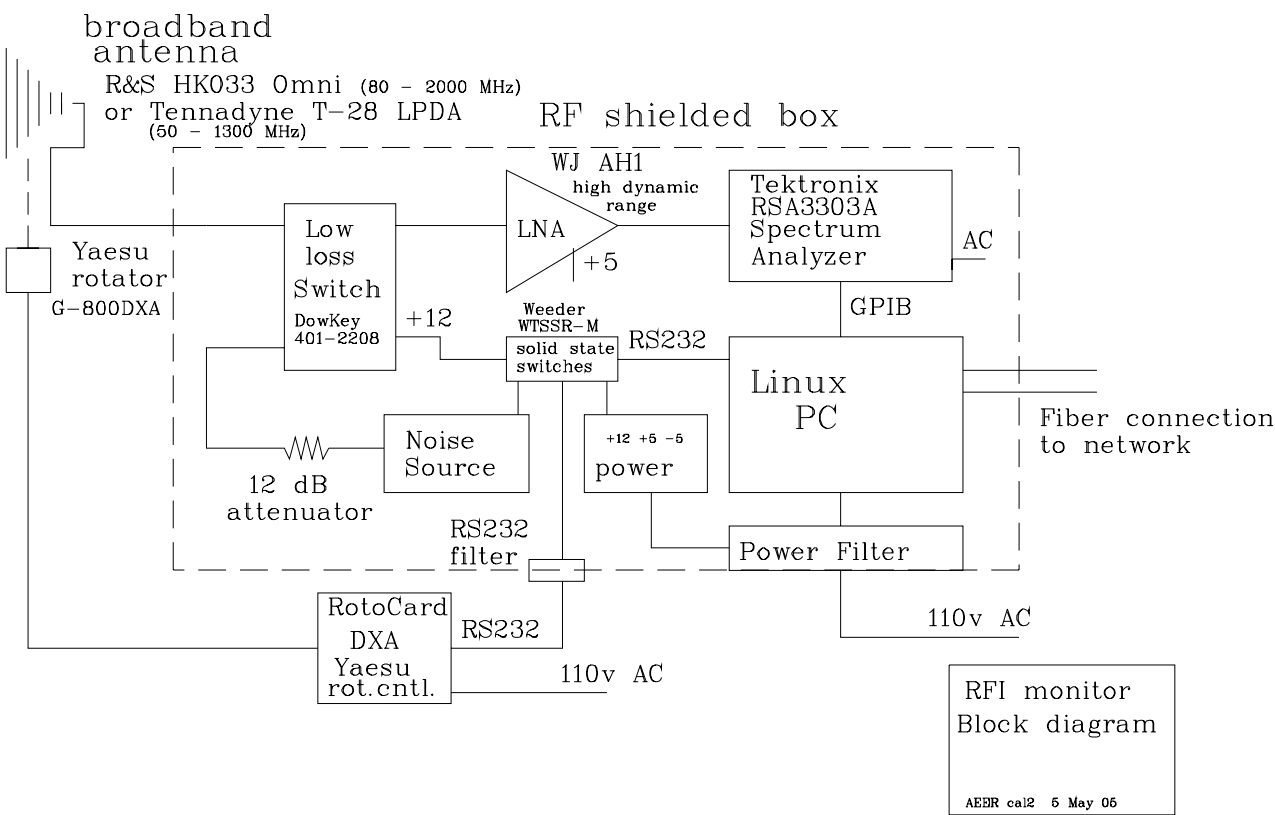 broadband
antenna
R&S HK033 Omni (80 - 2000 MHz)
or Tennadyne T-28 LPDA
(50 - 1300 MHz)
RF shielded box
WJ AH1
high dynamic
range
LNA
+5
Tektronix
RSA3303A
Spectrum
Analyzer
AC
GPIB
Low
loss
Switch
DowKey
401-2208
+12
Yaesu
rotator
G-800DXA
Weeder
WTSSR-M
solid state
switches
RS232
Linux
PC
Fiber connection
to network
Noise
Source
+12 +5 -5
power
12 dB
attenuator
RS232
filter
Power Filter
110v AC
RotoCard
DXA
Yaesu
rot.cntl.
RS232
110v AC
RFI monitor
Block diagram
AEER cal2 5 May 05